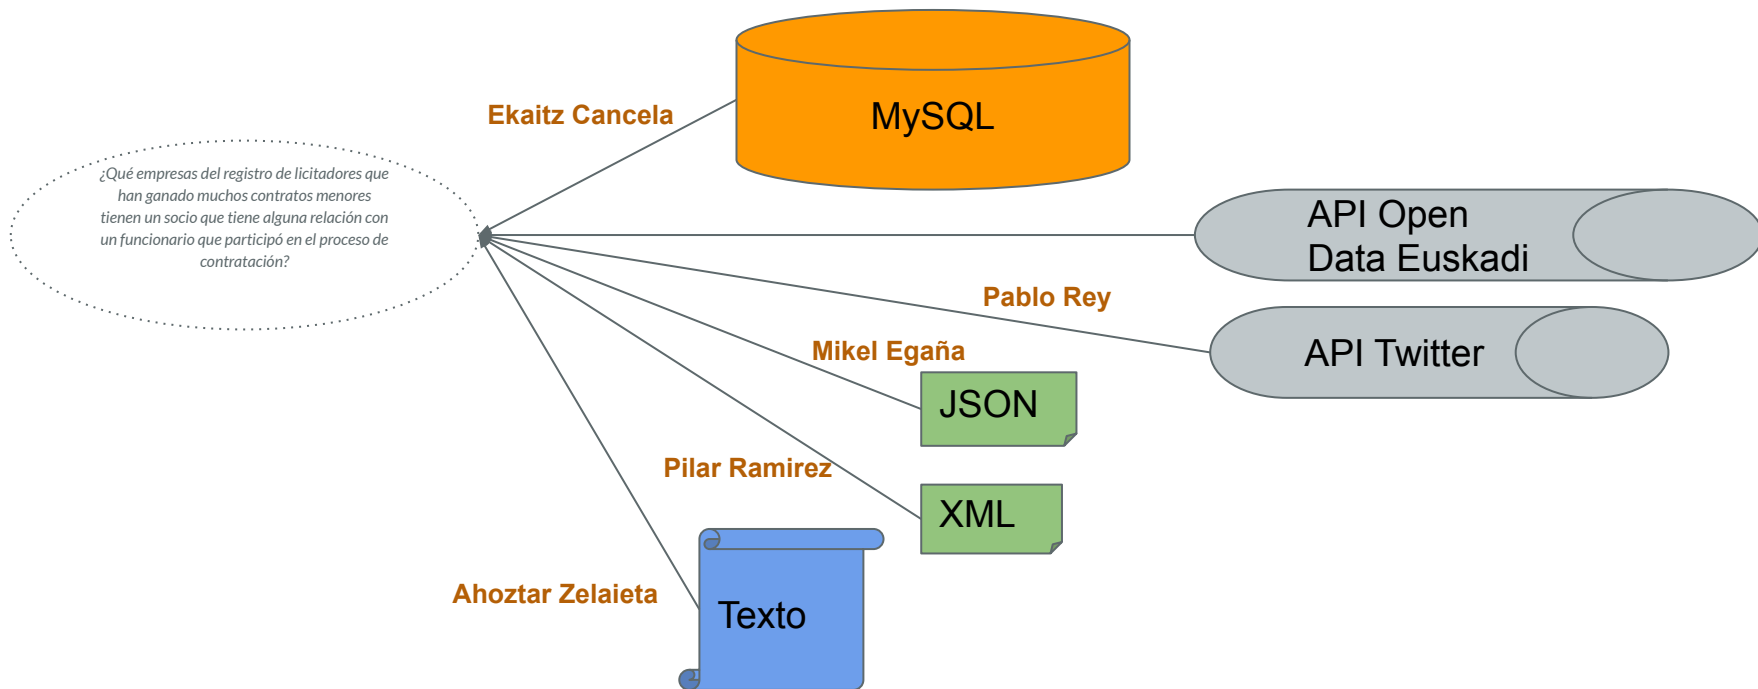 Ekaitz Cancela
MySQL
¿Qué empresas del registro de licitadores que
han ganado muchos contratos menores
tienen un socio que tiene alguna relación con
un funcionario que participó en el proceso de
contratación?
API Open
Data Euskadi
Pablo Rey
API Twitter
Mikel Egaña
JSON
Pilar Ramirez
XML
Ahoztar Zelaieta
Texto